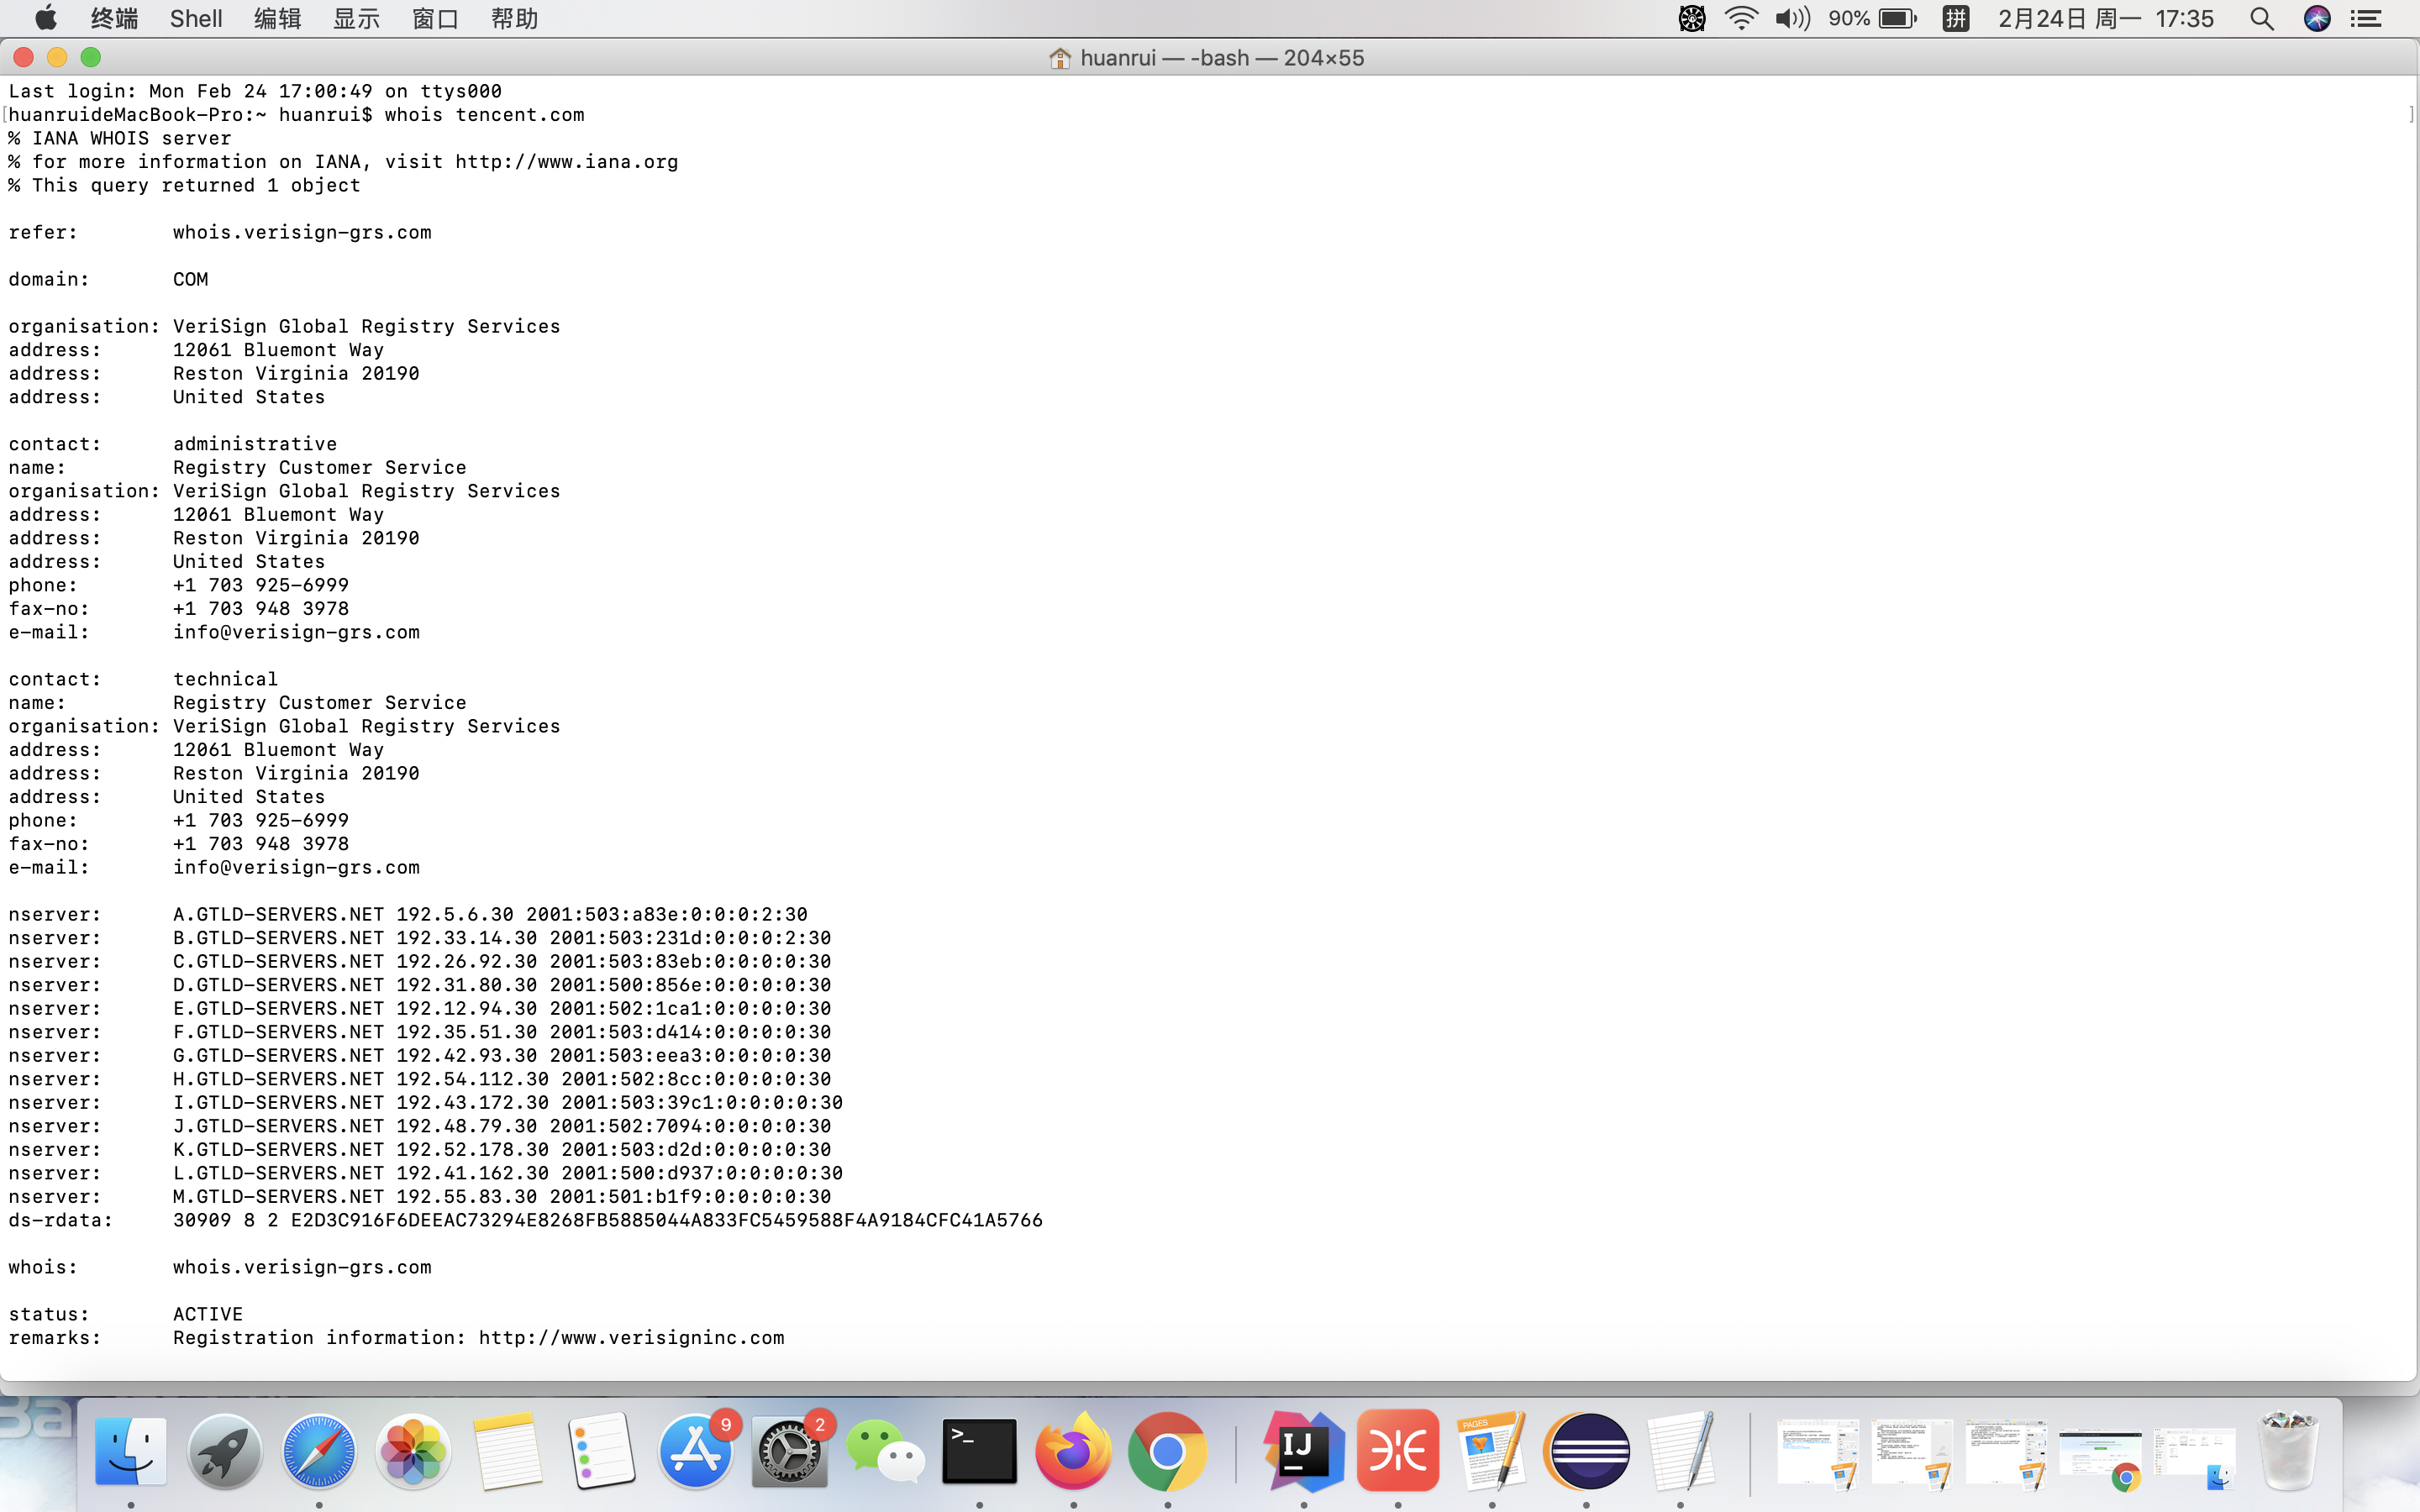 终端 Shell 编辑 显示 窗口 帮助 90% 拼 2月24日 周一 17:35
huanrui — -bash — 204×55
Last login: Mon Feb 24 17:00:49 on ttys000
[huanruideMacBook-Pro:~ huanrui$ whois tencent.com ]
% IANA WHOIS server
% for more information on IANA, visit http://www.iana.org
% This query returned 1 object
refer: whois.verisign-grs.com
domain: COM
organisation: VeriSign Global Registry Services
address: 12061 Bluemont Way
address: Reston Virginia 20190
address: United States
contact: administrative
name: Registry Customer Service
organisation: VeriSign Global Registry Services
address: 12061 Bluemont Way
address: Reston Virginia 20190
address: United States
phone: +1 703 925-6999
fax-no: +1 703 948 3978
e-mail: info@verisign-grs.com
contact: technical
name: Registry Customer Service
organisation: VeriSign Global Registry Services
address: 12061 Bluemont Way
address: Reston Virginia 20190
address: United States
phone: +1 703 925-6999
fax-no: +1 703 948 3978
e-mail: info@verisign-grs.com
nserver: A.GTLD-SERVERS.NET 192.5.6.30 2001:503:a83e:0:0:0:2:30
nserver: B.GTLD-SERVERS.NET 192.33.14.30 2001:503:231d:0:0:0:2:30
nserver: C.GTLD-SERVERS.NET 192.26.92.30 2001:503:83eb:0:0:0:0:30
nserver: D.GTLD-SERVERS.NET 192.31.80.30 2001:500:856e:0:0:0:0:30
nserver: E.GTLD-SERVERS.NET 192.12.94.30 2001:502:1ca1:0:0:0:0:30
nserver: F.GTLD-SERVERS.NET 192.35.51.30 2001:503:d414:0:0:0:0:30
nserver: G.GTLD-SERVERS.NET 192.42.93.30 2001:503:eea3:0:0:0:0:30
nserver: H.GTLD-SERVERS.NET 192.54.112.30 2001:502:8cc:0:0:0:0:30
nserver: I.GTLD-SERVERS.NET 192.43.172.30 2001:503:39c1:0:0:0:0:30
nserver: J.GTLD-SERVERS.NET 192.48.79.30 2001:502:7094:0:0:0:0:30
nserver: K.GTLD-SERVERS.NET 192.52.178.30 2001:503:d2d:0:0:0:0:30
nserver: L.GTLD-SERVERS.NET 192.41.162.30 2001:500:d937:0:0:0:0:30
nserver: M.GTLD-SERVERS.NET 192.55.83.30 2001:501:b1f9:0:0:0:0:30
ds-rdata: 30909 8 2 E2D3C916F6DEEAC73294E8268FB5885044A833FC5459588F4A9184CFC41A5766
whois: whois.verisign-grs.com
status: ACTIVE
remarks: Registration information: http://www.verisigninc.com
9 2 >_ IJ PAGES